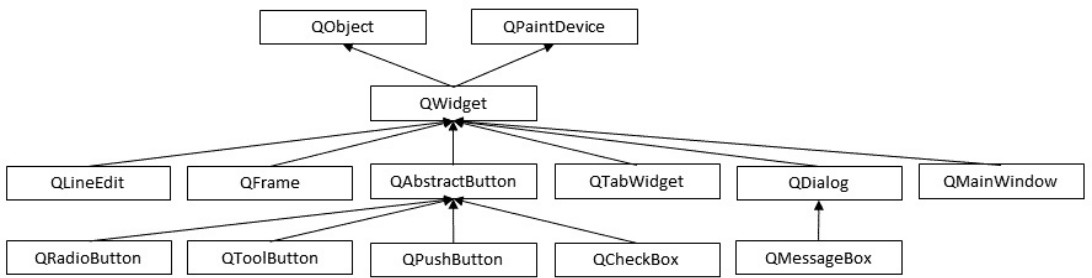 QObject
QPaintDevice
QWidget
QLineEdit
QFrame
QAbstractButton
QTabWidget
QDialog
QMainWindow
QRadioButton
QToolButton
QPushButton
QCheckBox
QMessageBox